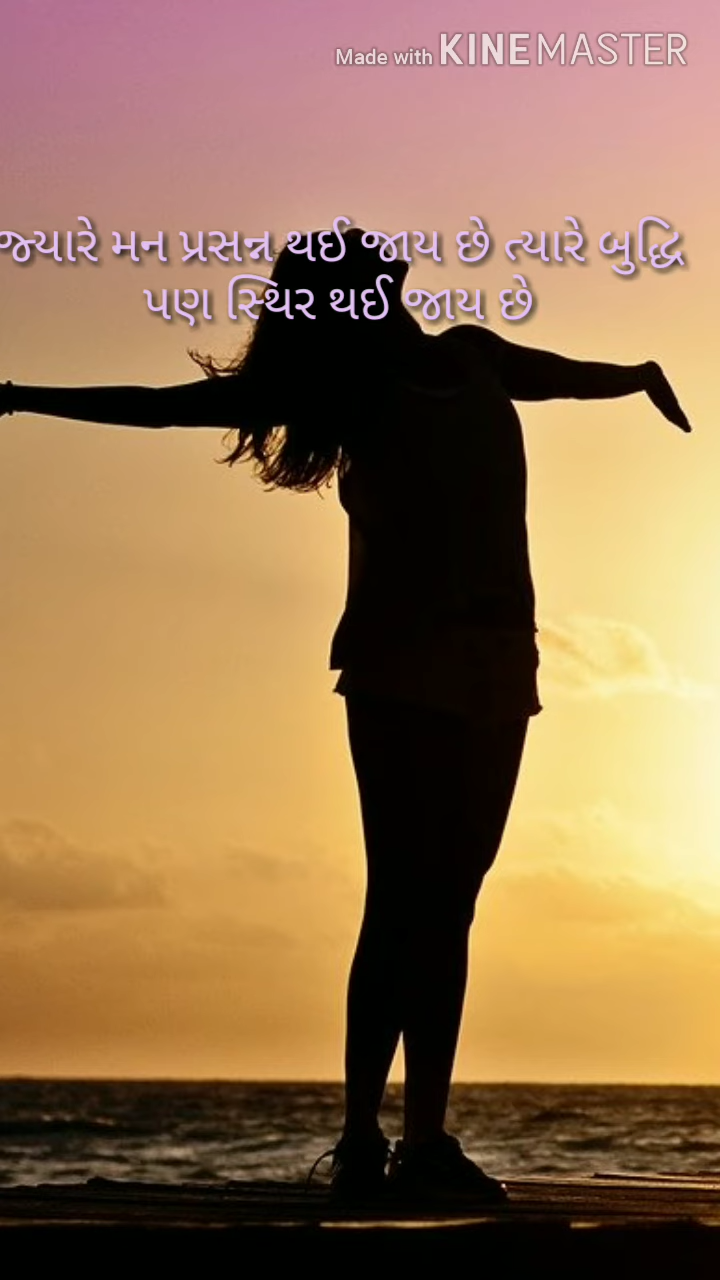 Made with KINEMASTER
જ્યારે મન પ્રસન્ન થઈ જાય છે ત્યારે બુદ્ધિ
પણ સ્થિર થઈ જાય છે